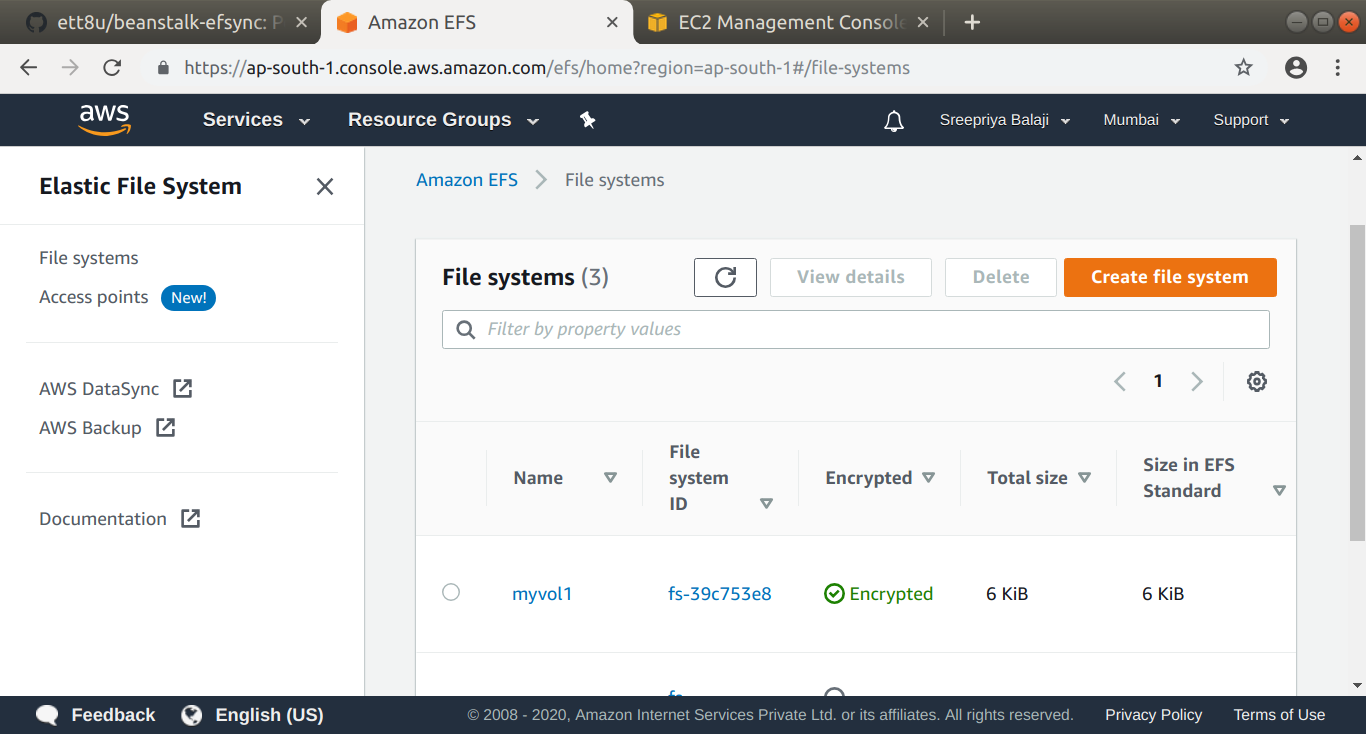 ett8u/beanstalk-efsync: P
Amazon EFS
EC2 Management Console
https://ap-south-1.console.aws.amazon.com/efs/home?region=ap-south-1#/file-systems
aws
Services
Resource Groups
Sreepriya Balaji
Mumbai
Support
Elastic File System
File systems
Access points
New!
AWS DataSync
AWS Backup
Documentation
Amazon EFS
File systems
File systems (3)
View details
Delete
Create file system
Filter by property values
1
Name
File
system
ID
Encrypted
Total size
Size in EFS
Standard
myvol1
fs-39c753e8
Encrypted
6 KiB
6 KiB
Feedback
English (US)
© 2008 - 2020, Amazon Internet Services Private Ltd. or its affiliates. All rights reserved.
Privacy Policy
Terms of Use